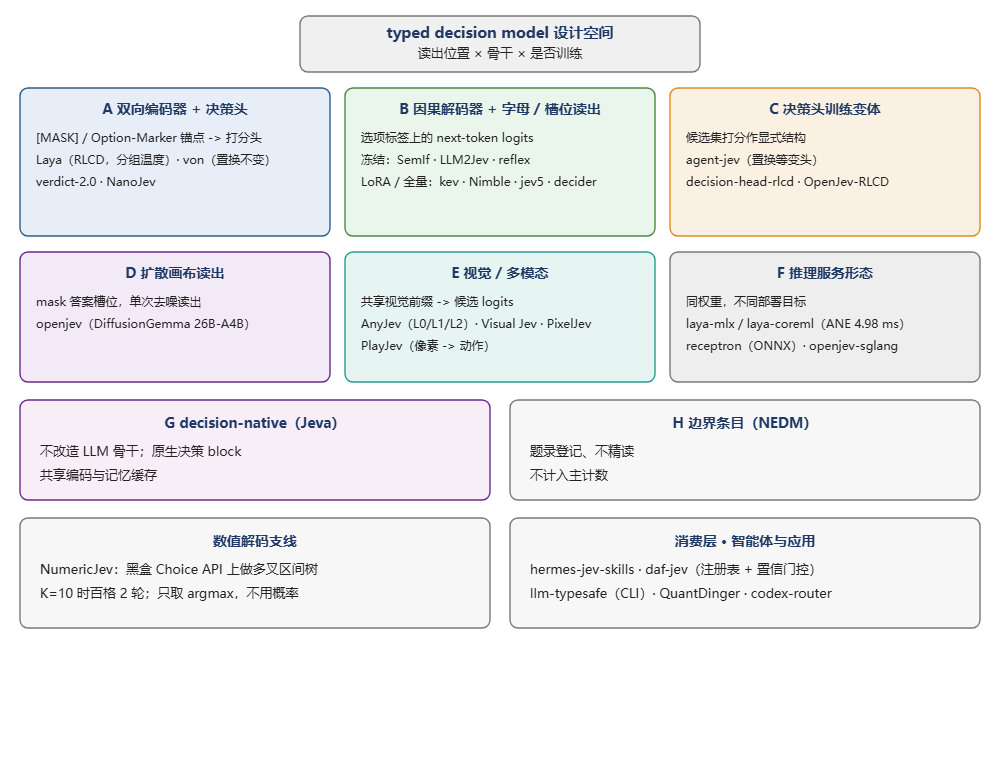 typed decision model 设计空间
读出位置 × 骨干 × 是否训练
A 双向编码器 + 决策头
[MASK] / Option-Marker 锚点 -> 打分头
Laya（RLCD，分组温度）· von（置换不变）
verdict-2.0 · NanoJev
B 因果解码器 + 字母 / 槽位读出
选项标签上的 next-token logits
冻结：SemIf · LLM2Jev · reflex
LoRA / 全量：kev · Nimble · jev5 · decider
C 决策头训练变体
候选集打分作显式结构
agent-jev（置换等变头）
decision-head-rlcd · OpenJev-RLCD
D 扩散画布读出
mask 答案槽位，单次去噪读出
openjev（DiffusionGemma 26B-A4B）
E 视觉 / 多模态
共享视觉前缀 -> 候选 logits
AnyJev（L0/L1/L2）· Visual Jev · PixelJev
PlayJev（像素 -> 动作）
F 推理服务形态
同权重，不同部署目标
laya-mlx / laya-coreml（ANE 4.98 ms）
receptron（ONNX）· openjev-sglang
G decision-native（Jeva）
不改造 LLM 骨干；原生决策 block
共享编码与记忆缓存
H 边界条目（NEDM）
题录登记、不精读
不计入主计数
数值解码支线
NumericJev：黑盒 Choice API 上做多叉区间树
K=10 时百格 2 轮；只取 argmax，不用概率
消费层 · 智能体与应用
hermes-jev-skills · daf-jev（注册表 + 置信门控）
llm-typesafe（CLI）· QuantDinger · codex-router